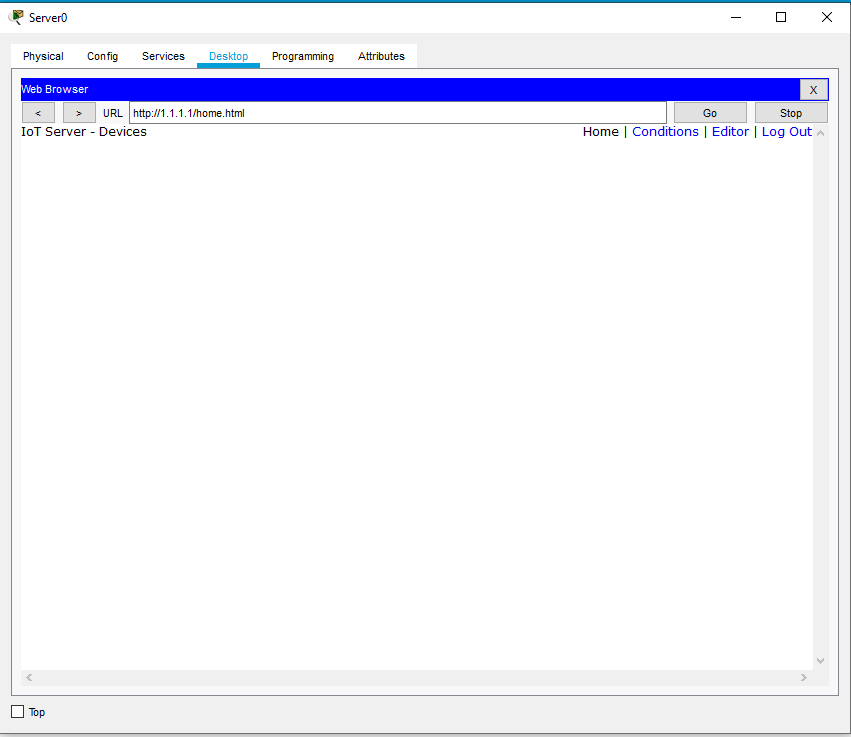 Server0
Physical Config Services Desktop Programming Attributes
Web Browser X
< > URL http://1.1.1.1/home.html Go Stop
IoT Server - Devices Home | Conditions | Editor | Log Out
Top